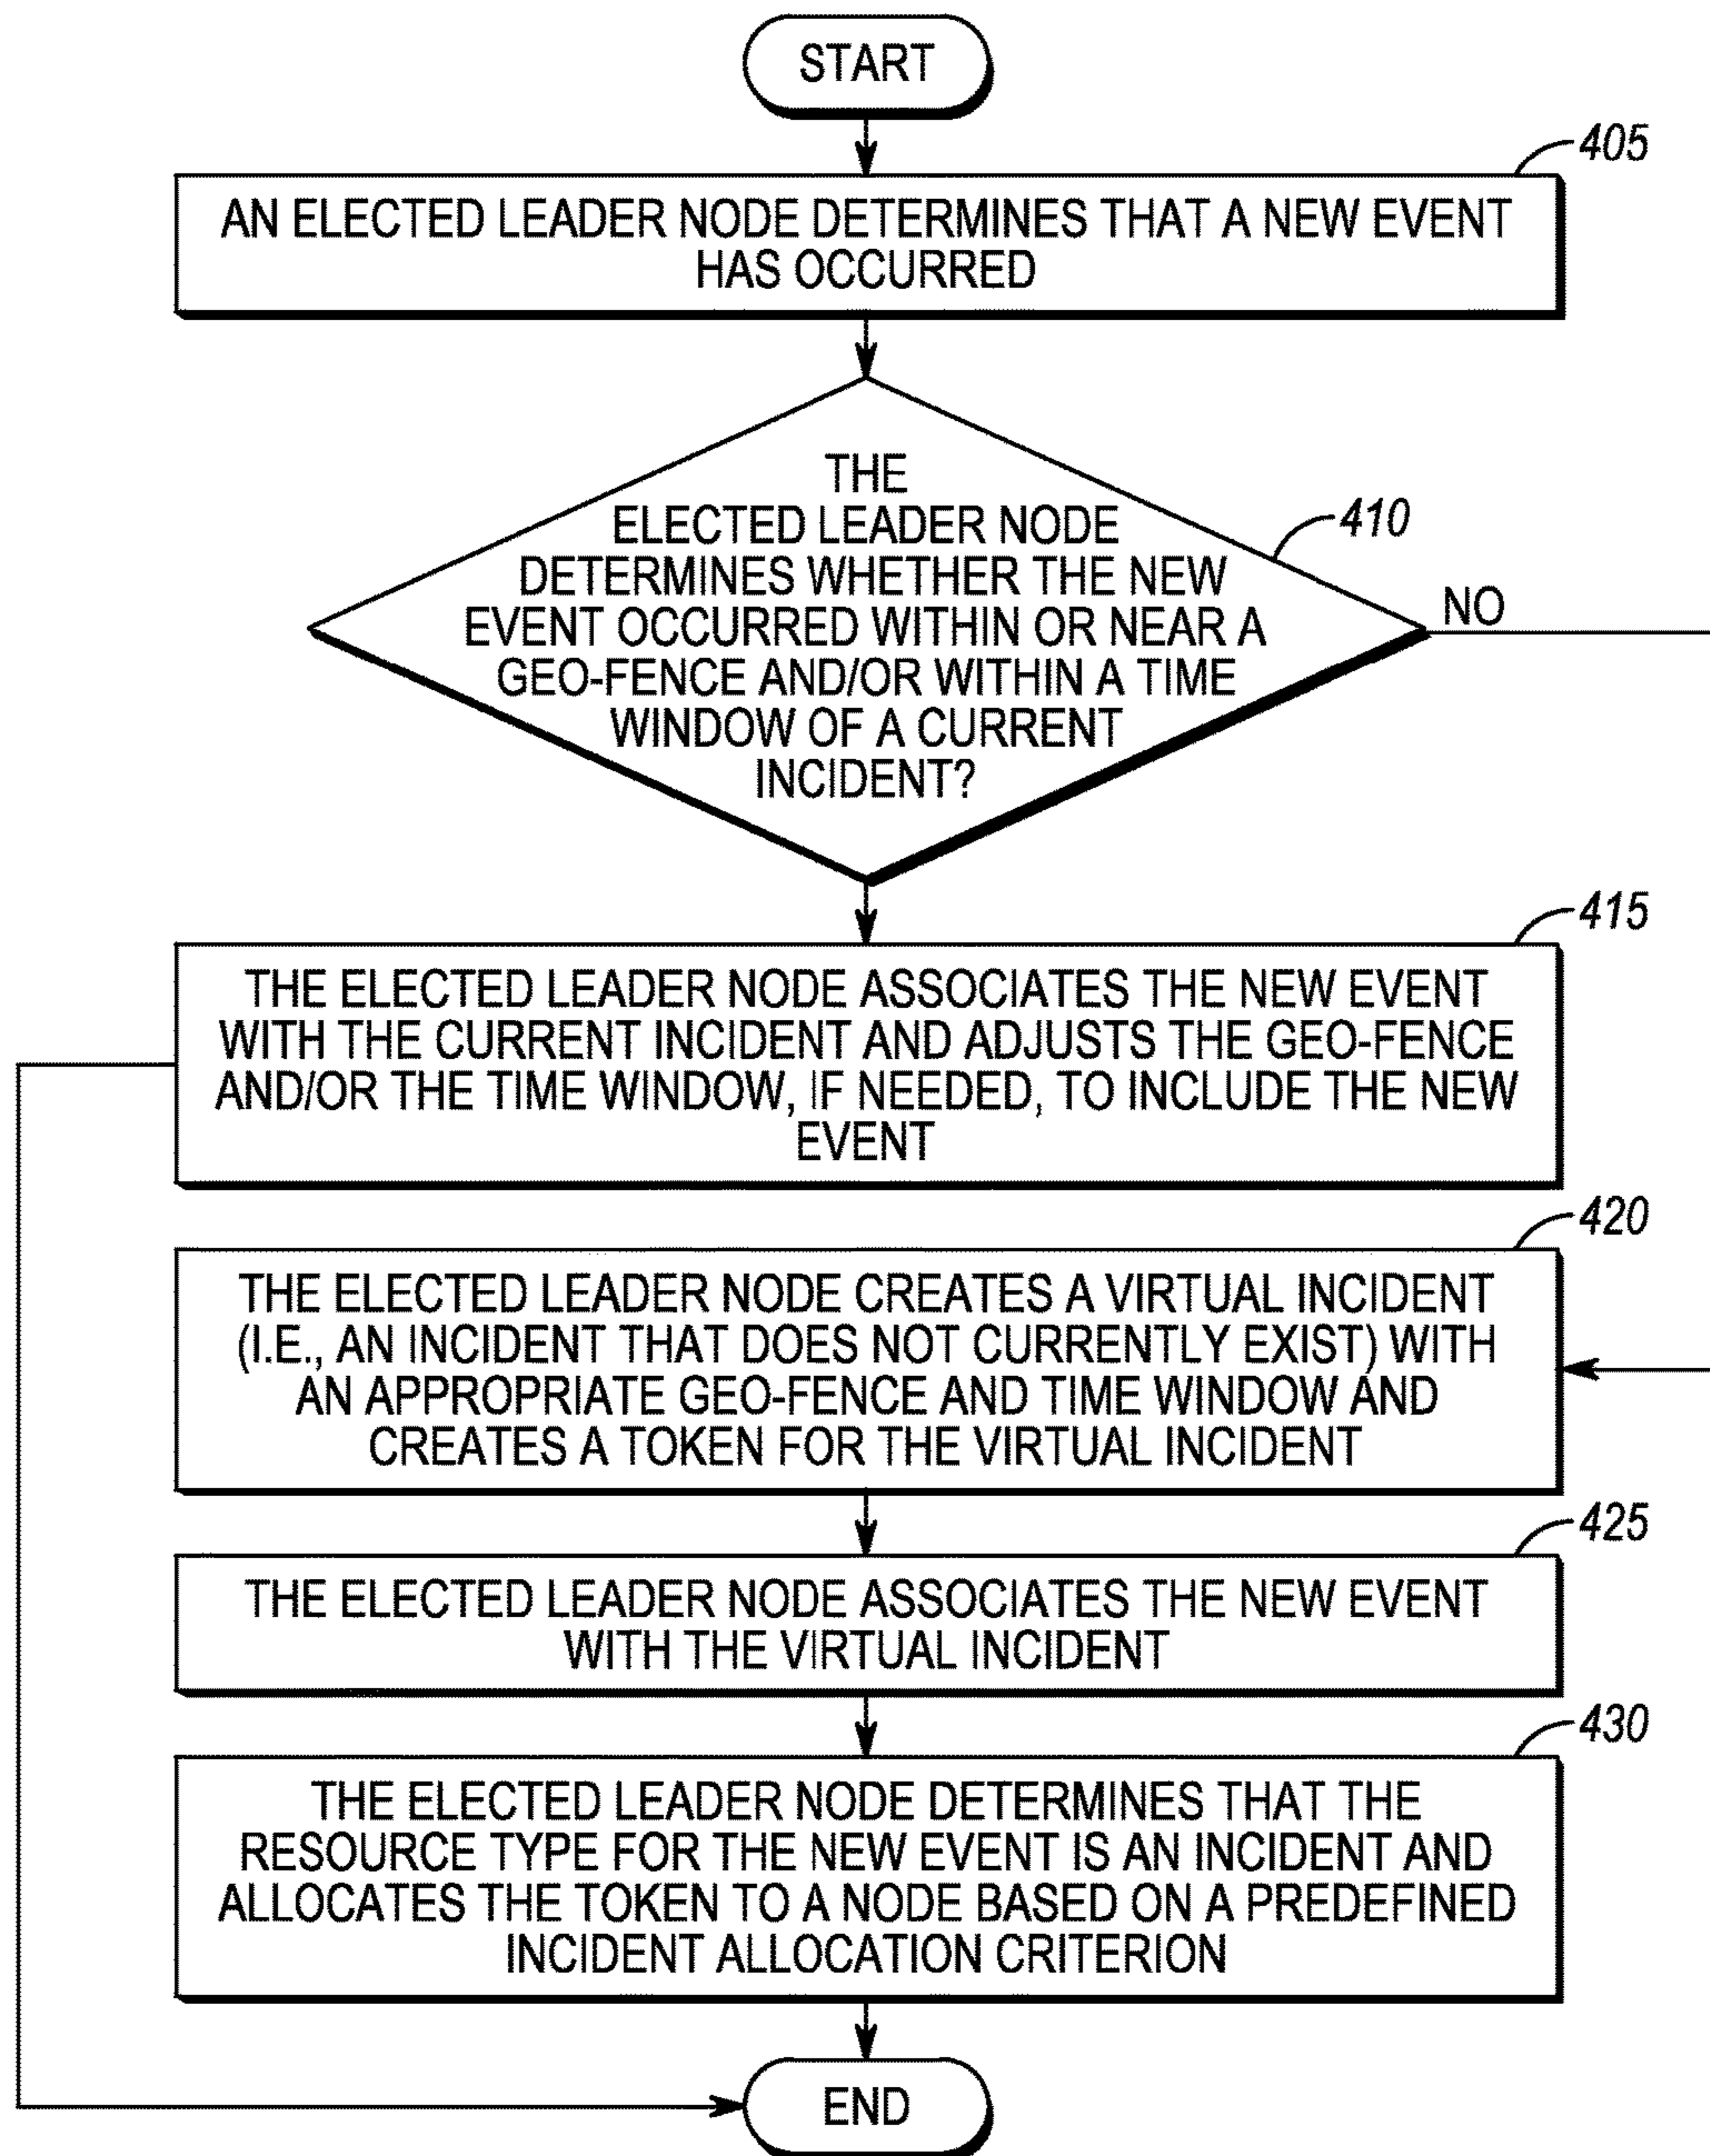 START
405
AN ELECTED LEADER NODE DETERMINES THAT A NEW EVENT
HAS OCCURRED
THE
ELECTED LEADER NODE
DETERMINES WHETHER THE NEW
EVENT OCCURRED WITHIN OR NEAR A
GEO-FENCE AND/OR WITHIN A TIME
WINDOW OF A CURRENT
INCIDENT?
410
NO
415
THE ELECTED LEADER NODE ASSOCIATES THE NEW EVENT
WITH THE CURRENT INCIDENT AND ADJUSTS THE GEO-FENCE
AND/OR THE TIME WINDOW, IF NEEDED, TO INCLUDE THE NEW
EVENT
420
THE ELECTED LEADER NODE CREATES A VIRTUAL INCIDENT
(I.E., AN INCIDENT THAT DOES NOT CURRENTLY EXIST) WITH
AN APPROPRIATE GEO-FENCE AND TIME WINDOW AND
CREATES A TOKEN FOR THE VIRTUAL INCIDENT
425
THE ELECTED LEADER NODE ASSOCIATES THE NEW EVENT
WITH THE VIRTUAL INCIDENT
430
THE ELECTED LEADER NODE DETERMINES THAT THE
RESOURCE TYPE FOR THE NEW EVENT IS AN INCIDENT AND
ALLOCATES THE TOKEN TO A NODE BASED ON A PREDEFINED
INCIDENT ALLOCATION CRITERION
END